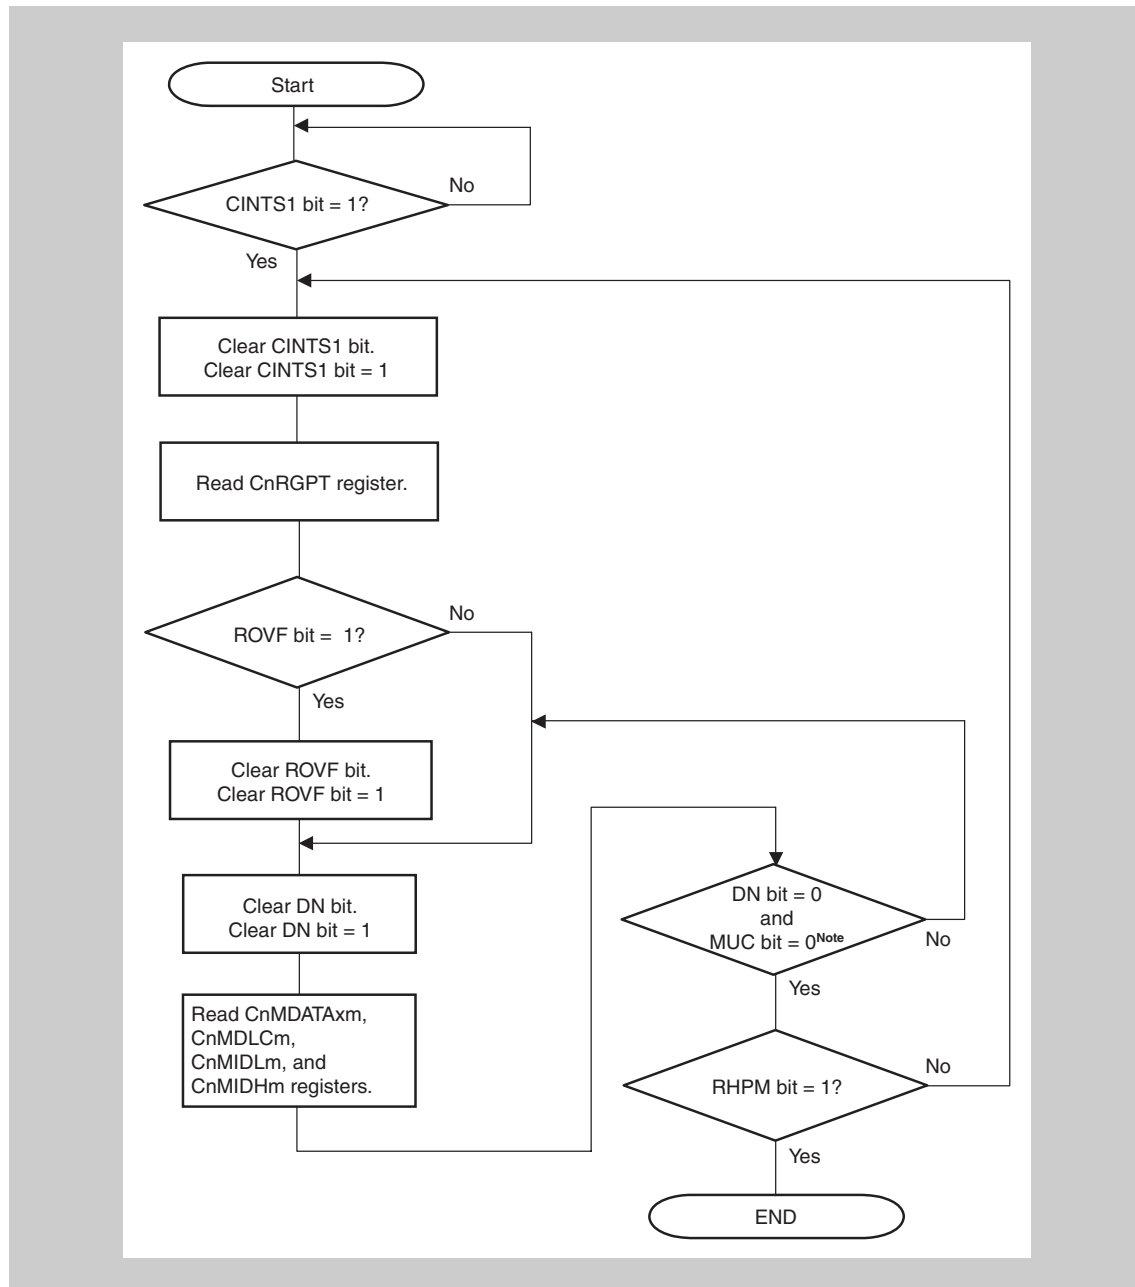 Start
No
CINTS1 bit = 1?
Yes
Clear CINTS1 bit.
Clear CINTS1 bit = 1
Read CnRGPT register.
No
ROVF bit =  1?
Yes
Clear ROVF bit.
Clear ROVF bit = 1
Clear DN bit.
Clear DN bit = 1
Read CnMDATAxm,
CnMDLCm,
CnMIDLm, and
CnMIDHm registers.
DN bit = 0
and
MUC bit = 0Note
No
Yes
No
RHPM bit = 1?
Yes
END